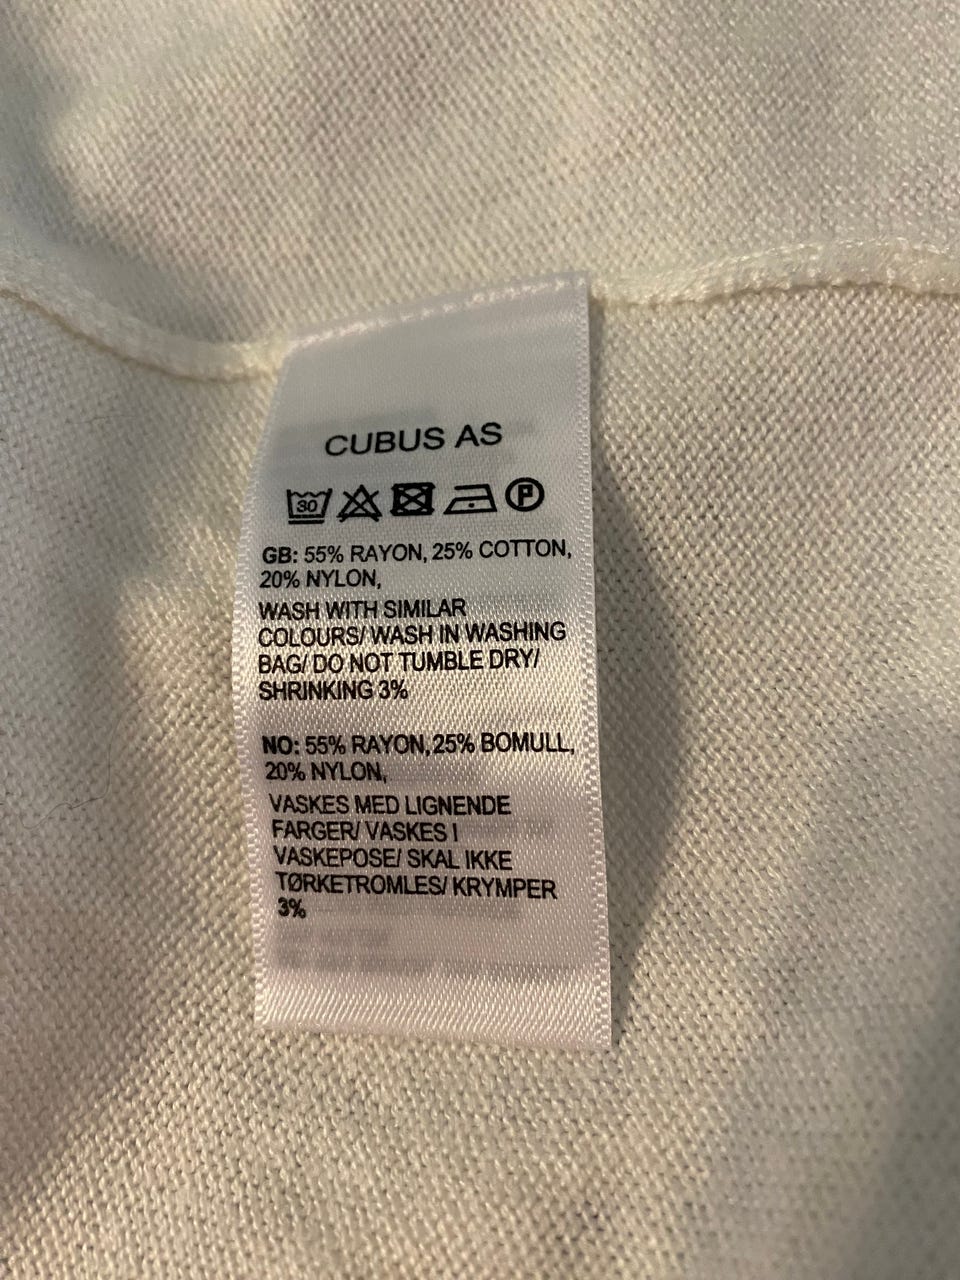 CUBUS AS
30 P
GB: 55% RAYON, 25% COTTON,
20% NYLON,
WASH WITH SIMILAR
COLOURS/ WASH IN WASHING
BAG/ DO NOT TUMBLE DRY/
SHRINKING 3%
NO: 55% RAYON, 25% BOMULL,
20% NYLON,
VASKES MED LIGNENDE
FARGER/ VASKES I
VASKEPOSE/ SKAL IKKE
TØRKETROMLES/ KRYMPER
3%